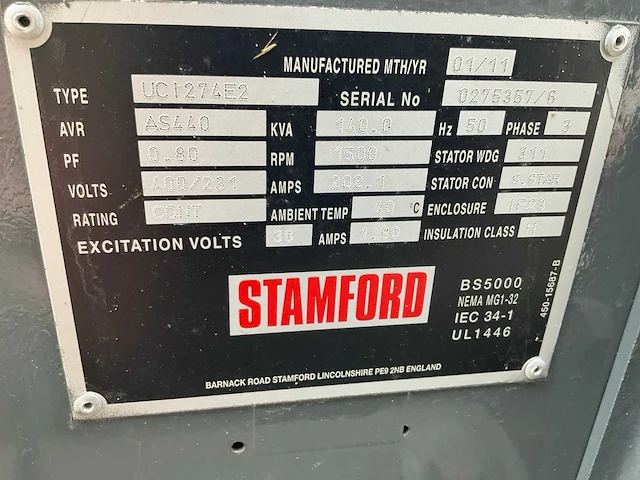 MANUFACTURED MTH/YR 01/11
TYPE UCI274E2 SERIAL No 0275357/6
AVR AS440 KVA 140.0 Hz 50 PHASE 3
PF 0.80 RPM 1500 STATOR WDG 311
VOLTS 400/231 AMPS 202.1 STATOR CON S.STAR
RATING CONT AMBIENT TEMP 40 °C ENCLOSURE IP23
EXCITATION VOLTS 36 AMPS INSULATION CLASS H
STAMFORD
BS5000
NEMA MG1-32
IEC 34-1
UL1446
450-15687-B
BARNACK ROAD STAMFORD LINCOLNSHIRE PE9 2NB ENGLAND